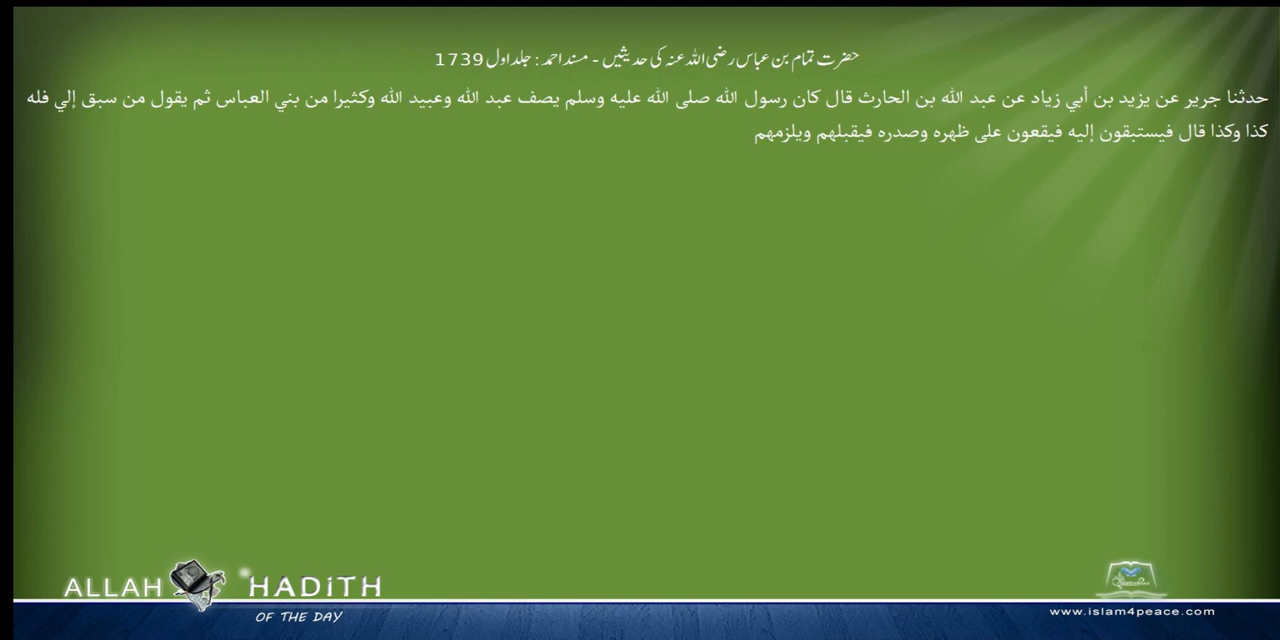 حضرت تمام بن عباس رضی اللہ عنہ کی حدیثیں - مسند احمد : جلد اول 1739
حدثنا جرير عن يزيد بن أبي زياد عن عبد الله بن الحارث قال كان رسول الله صلى الله عليه وسلم يصف عبد الله وعبيد الله وكثيرا من بني العباس ثم يقول من سبق إلي فله
كذا وكذا قال فيستبقون إليه فيقعون على ظهره وصدره فيقبلهم ويلزمهم
ALLAH HADITH
OF THE DAY
www.islam4peace.com